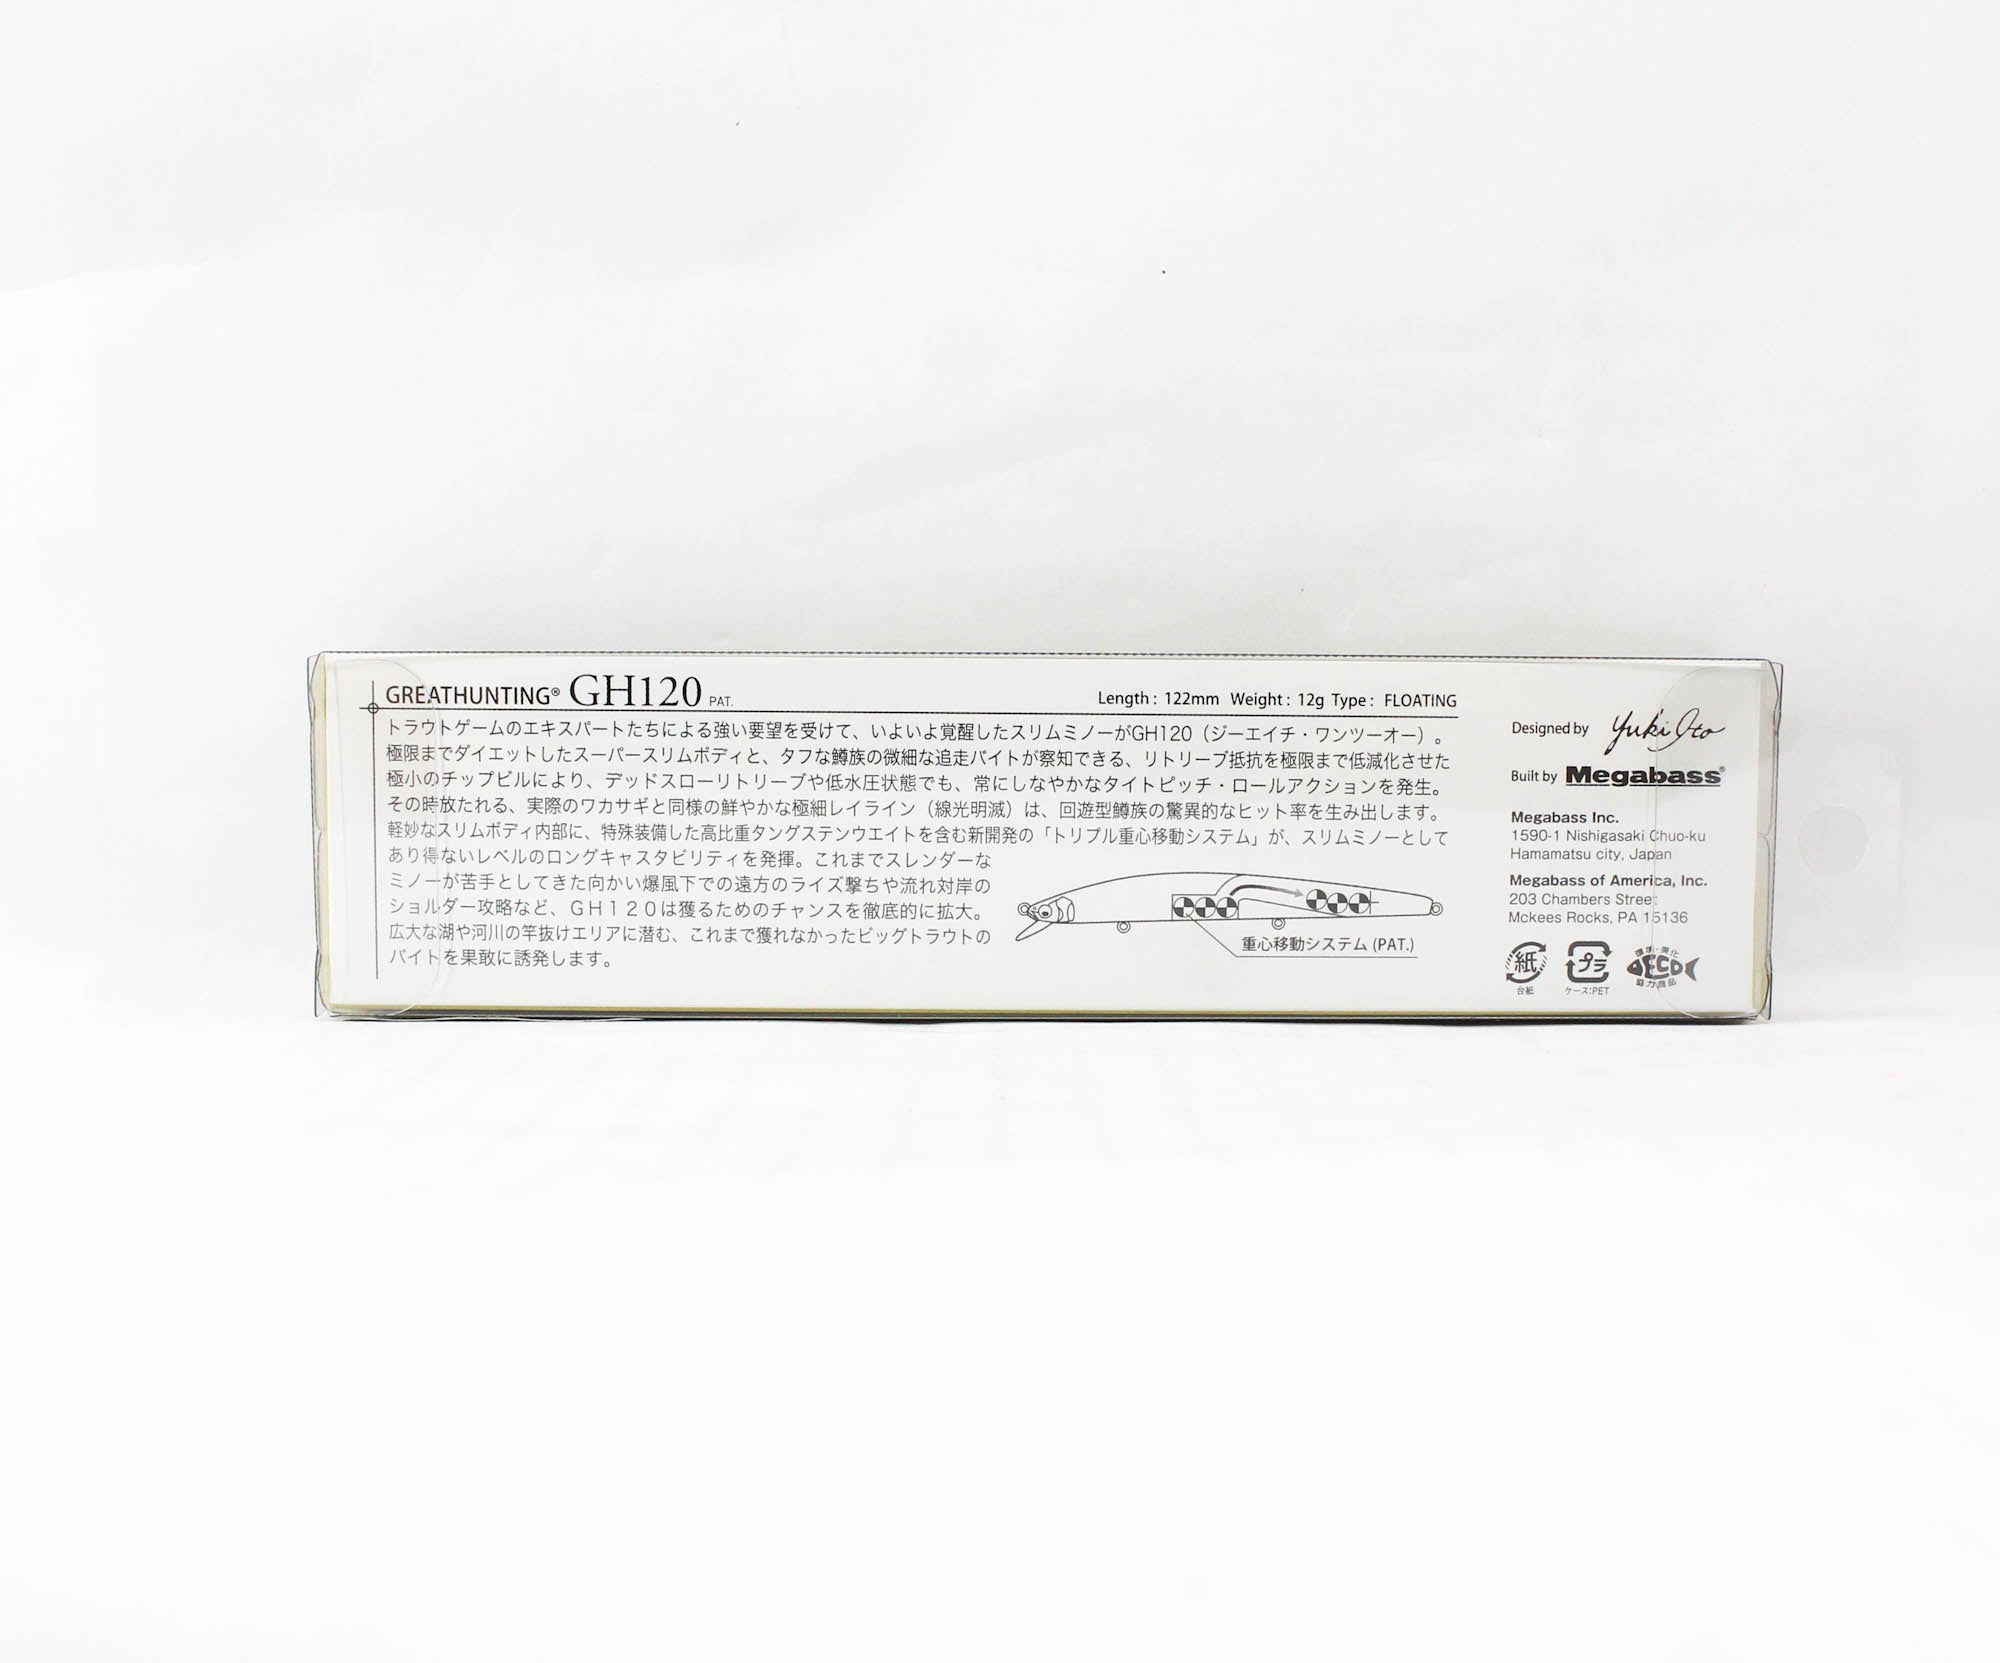 GREATHUNTING® GH120 PAT.
Length : 122mm Weight : 12g Type : FLOATING
トラウトゲームのエキスパートたちによる強い要望を受けて、いよいよ覚醒したスリムミノーがGH120（ジーエイチ・ワンツーオー）。
極限までダイエットしたスーパースリムボディと、タフな鱒族の微細な追走バイトが察知できる、リトリーブ抵抗を極限まで低減化させた
極小のチップビルにより、デッドスローリトリーブや低水圧状態でも、常にしなやかなタイトピッチ・ロールアクションを発生。
その時放たれる、実際のワカサギと同様の鮮やかな極細レイライン（線光明滅）は、回遊型鱒族の驚異的なヒット率を生み出します。
軽妙なスリムボディ内部に、特殊装備した高比重タングステンウエイトを含む新開発の「トリプル重心移動システム」が、スリムミノーとして
あり得ないレベルのロングキャスタビリティを発揮。これまでスレンダーな
ミノーが苦手としてきた向かい爆風下での遠方のライズ撃ちや流れ対岸の
ショルダー攻略など、ＧＨ１２０は獲るためのチャンスを徹底的に拡大。
広大な湖や河川の竿抜けエリアに潜む、これまで獲れなかったビッグトラウトの
バイトを果敢に誘発します。
重心移動システム (PAT.)
Designed by Yuki Ito
Built by Megabass®
Megabass Inc.
1590-1 Nishigasaki Chuo-ku
Hamamatsu city, Japan
Megabass of America, Inc.
203 Chambers Street
Mckees Rocks, PA 15136
紙
台紙
プラ
ケース:PET
環境・美化
ECO
協力商品